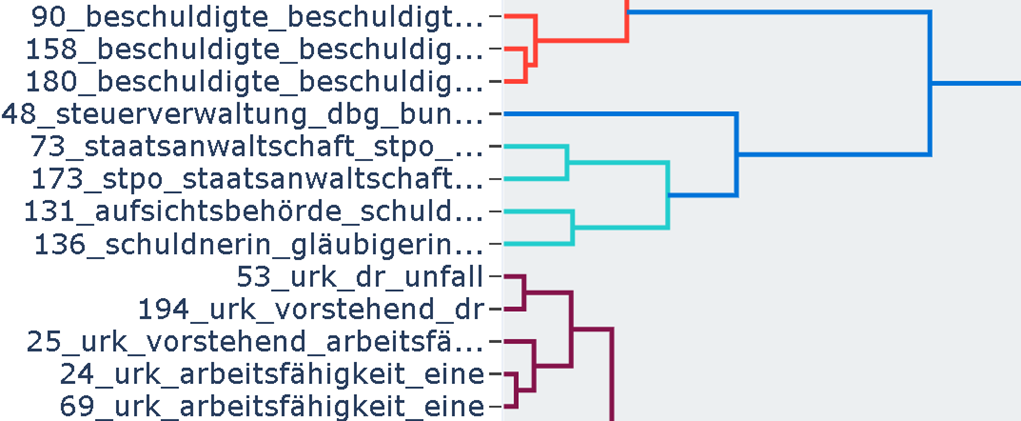 90_beschuldigte_beschuldigt...
158_beschuldigte_beschuldig...
180_beschuldigte_beschuldig...
48_steuerverwaltung_dbg_bun...
73_staatsanwaltschaft_stpo_...
173_stpo_staatsanwaltschaft...
131_aufsichtsbehörde_schuld...
136_schuldnerin_gläubigerin...
53_urk_dr_unfall
194_urk_vorstehend_dr
25_urk_vorstehend_arbeitsfä...
24_urk_arbeitsfähigkeit_eine
69_urk_arbeitsfähigkeit_eine